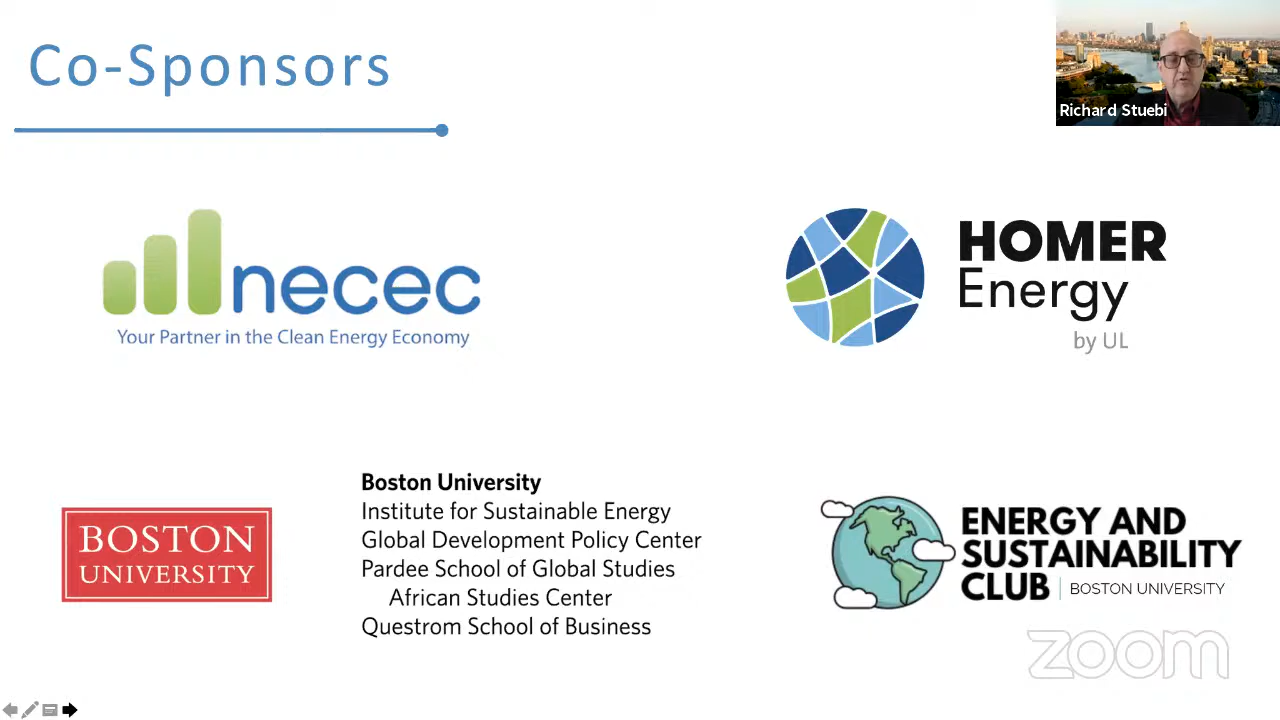 Co-Sponsors
Richard Stuebi
necec
Your Partner in the Clean Energy Economy
HOMER
Energy
by UL
BOSTON
UNIVERSITY
Boston University
Institute for Sustainable Energy
Global Development Policy Center
Pardee School of Global Studies
African Studies Center
Questrom School of Business
ENERGY AND
SUSTAINABILITY
CLUB | BOSTON UNIVERSITY
zoom